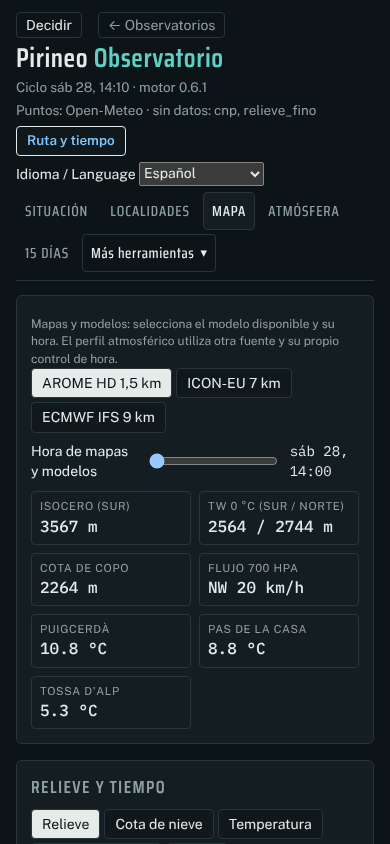 Decidir ← Observatorios
Pirineo Observatorio
Ciclo sáb 28, 14:10 · motor 0.6.1
Puntos: Open-Meteo · sin datos: cnp, relieve_fino
Ruta y tiempo
Idioma / Language Español
SITUACIÓN LOCALIDADES MAPA ATMÓSFERA
15 DÍAS Más herramientas ▾
Mapas y modelos: selecciona el modelo disponible y su
hora. El perfil atmosférico utiliza otra fuente y su propio
control de hora.
AROME HD 1,5 km ICON-EU 7 km
ECMWF IFS 9 km
Hora de mapas
y modelos
sáb 28,
14:00
ISOCERO (SUR)
3567 m
TW 0 °C (SUR / NORTE)
2564 / 2744 m
COTA DE COPO
2264 m
FLUJO 700 HPA
NW 20 km/h
PUIGCERDÀ
10.8 °C
PAS DE LA CASA
8.8 °C
TOSSA D'ALP
5.3 °C
RELIEVE Y TIEMPO
Relieve Cota de nieve Temperatura